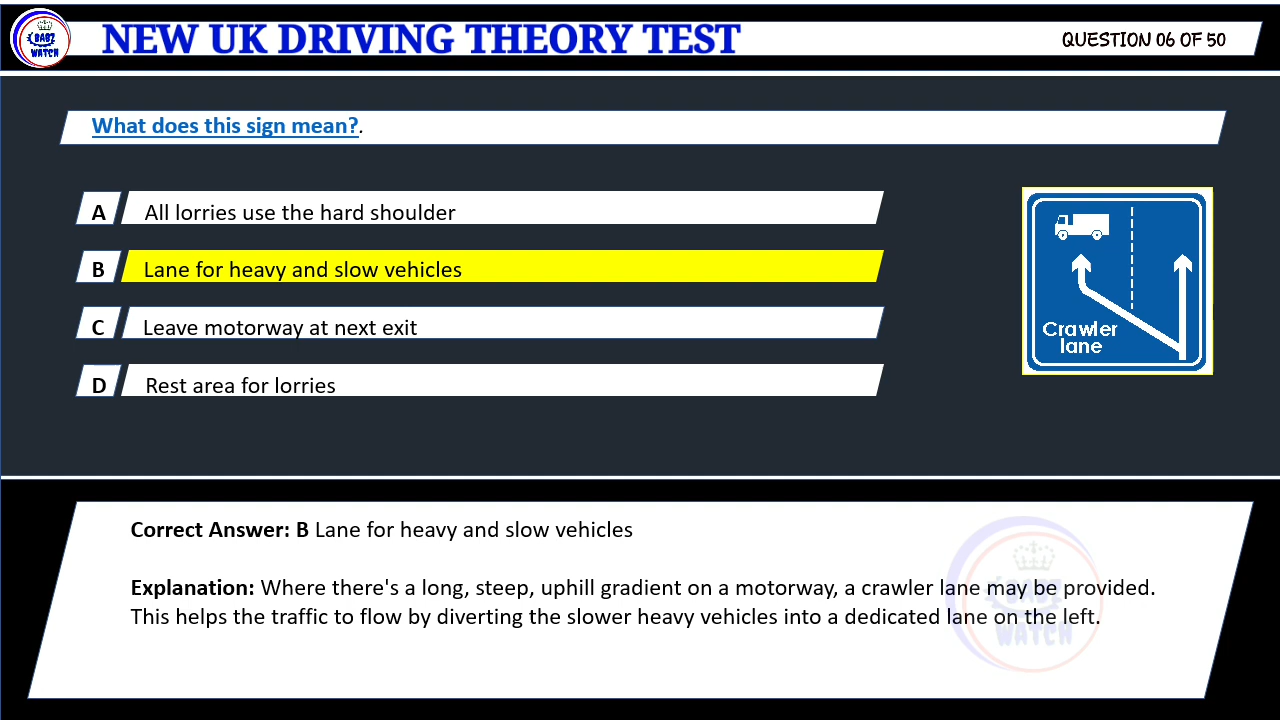 BABZ
WATCH
NEW UK DRIVING THEORY TEST
QUESTION 06 OF 50
What does this sign mean?.
A All lorries use the hard shoulder
B Lane for heavy and slow vehicles
C Leave motorway at next exit
D Rest area for lorries
Crawler
lane
Correct Answer: B Lane for heavy and slow vehicles
Explanation: Where there's a long, steep, uphill gradient on a motorway, a crawler lane may be provided.
This helps the traffic to flow by diverting the slower heavy vehicles into a dedicated lane on the left.
BABZ
WATCH